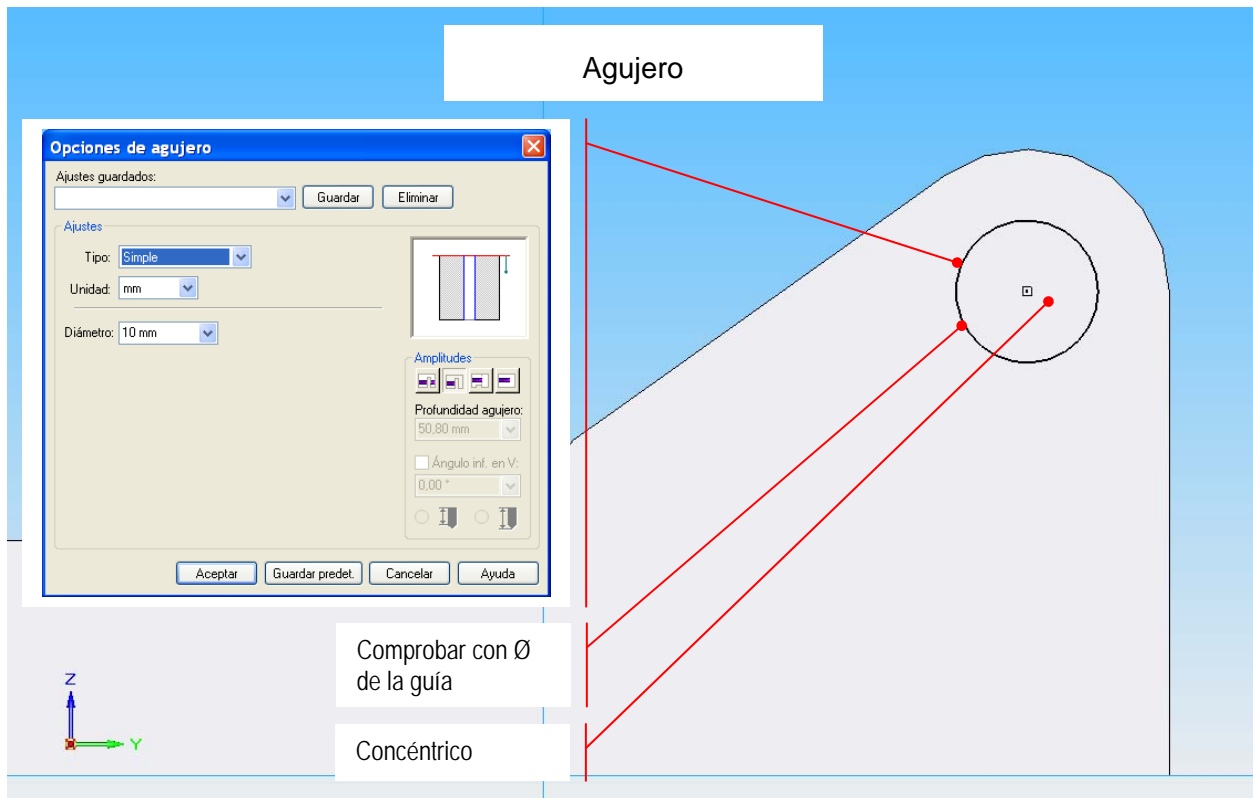 Agujero
Opciones de agujero
Ajustes guardados:
Guardar
Eliminar
Ajustes
Tipo: Simple
Unidad: mm
Diámetro: 10 mm
Amplitudes
Profundidad agujero:
50,80 mm
Ángulo inf. en V:
0,00 °
Aceptar
Guardar predet.
Cancelar
Ayuda
Comprobar con Ø
de la guía
Concéntrico
Z
Y